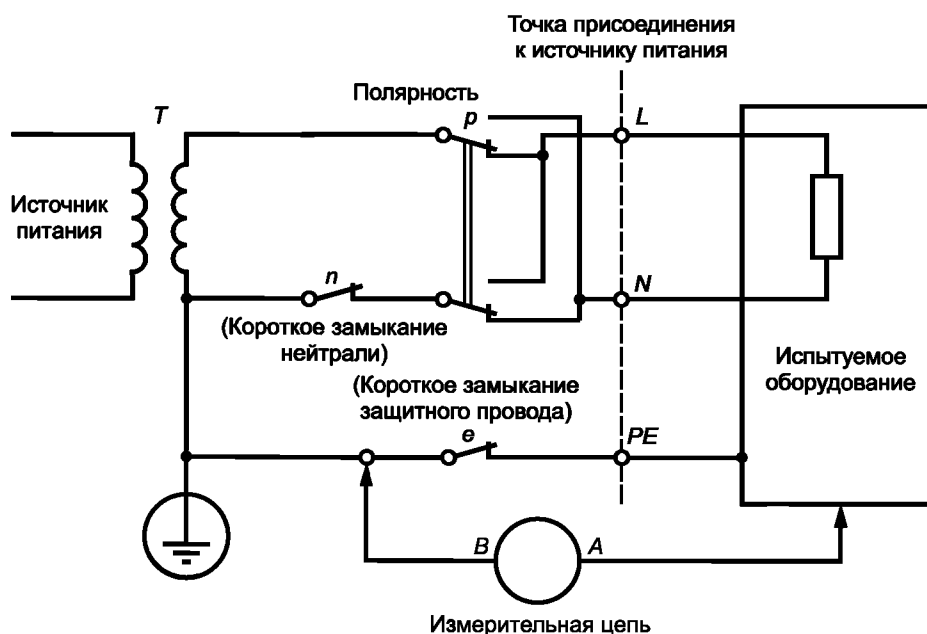 Точка присоединения
к источнику питания
T
Полярность
p
L
Источник
питания
n
N
(Короткое замыкание
нейтрали)
Испытуемое
оборудование
(Короткое замыкание
защитного провода)
e
PE
B
A
Измерительная цепь